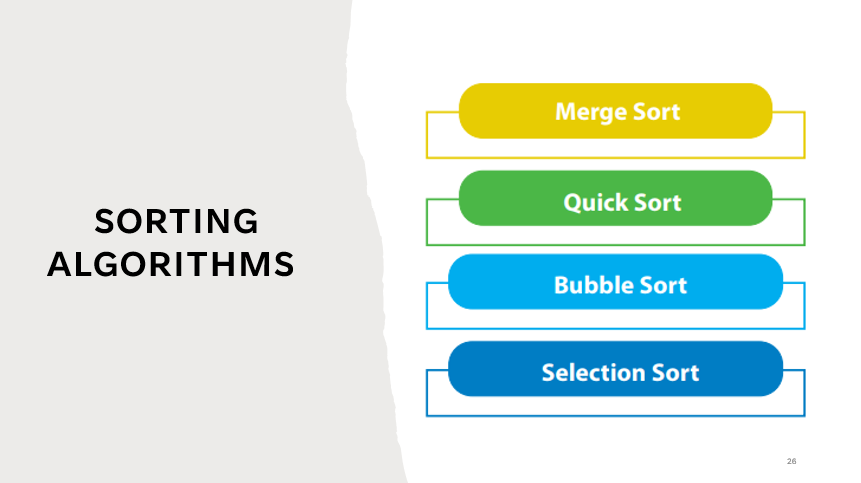 SORTING
ALGORITHMS
Merge Sort
Quick Sort
Bubble Sort
Selection Sort
26